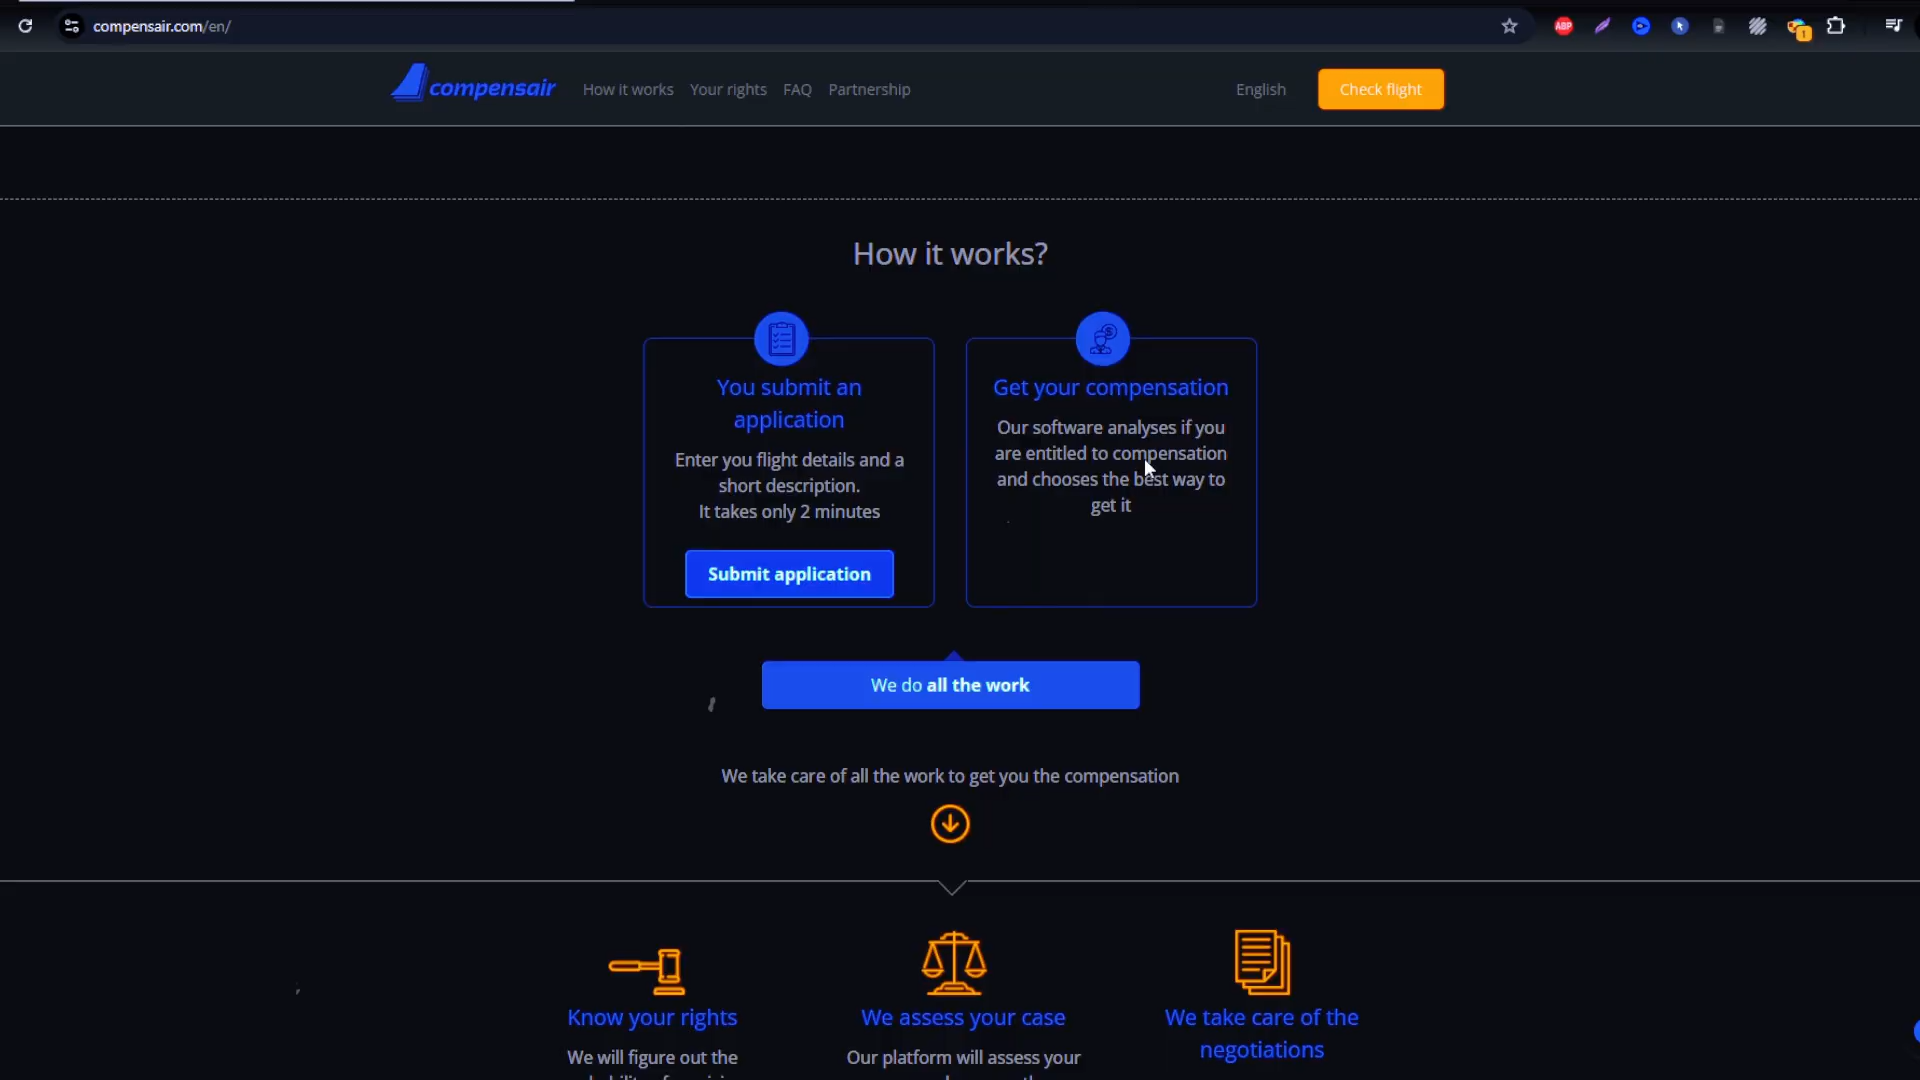 compensair.com/en/
ABP
1
compensair
How it works
Your rights
FAQ
Partnership
English
Check flight
How it works?
You submit an
application
Enter you flight details and a
short description.
It takes only 2 minutes
Submit application
Get your compensation
Our software analyses if you
are entitled to compensation
and chooses the best way to
get it
We do all the work
We take care of all the work to get you the compensation
Know your rights
We will figure out the
We assess your case
Our platform will assess your
We take care of the
negotiations